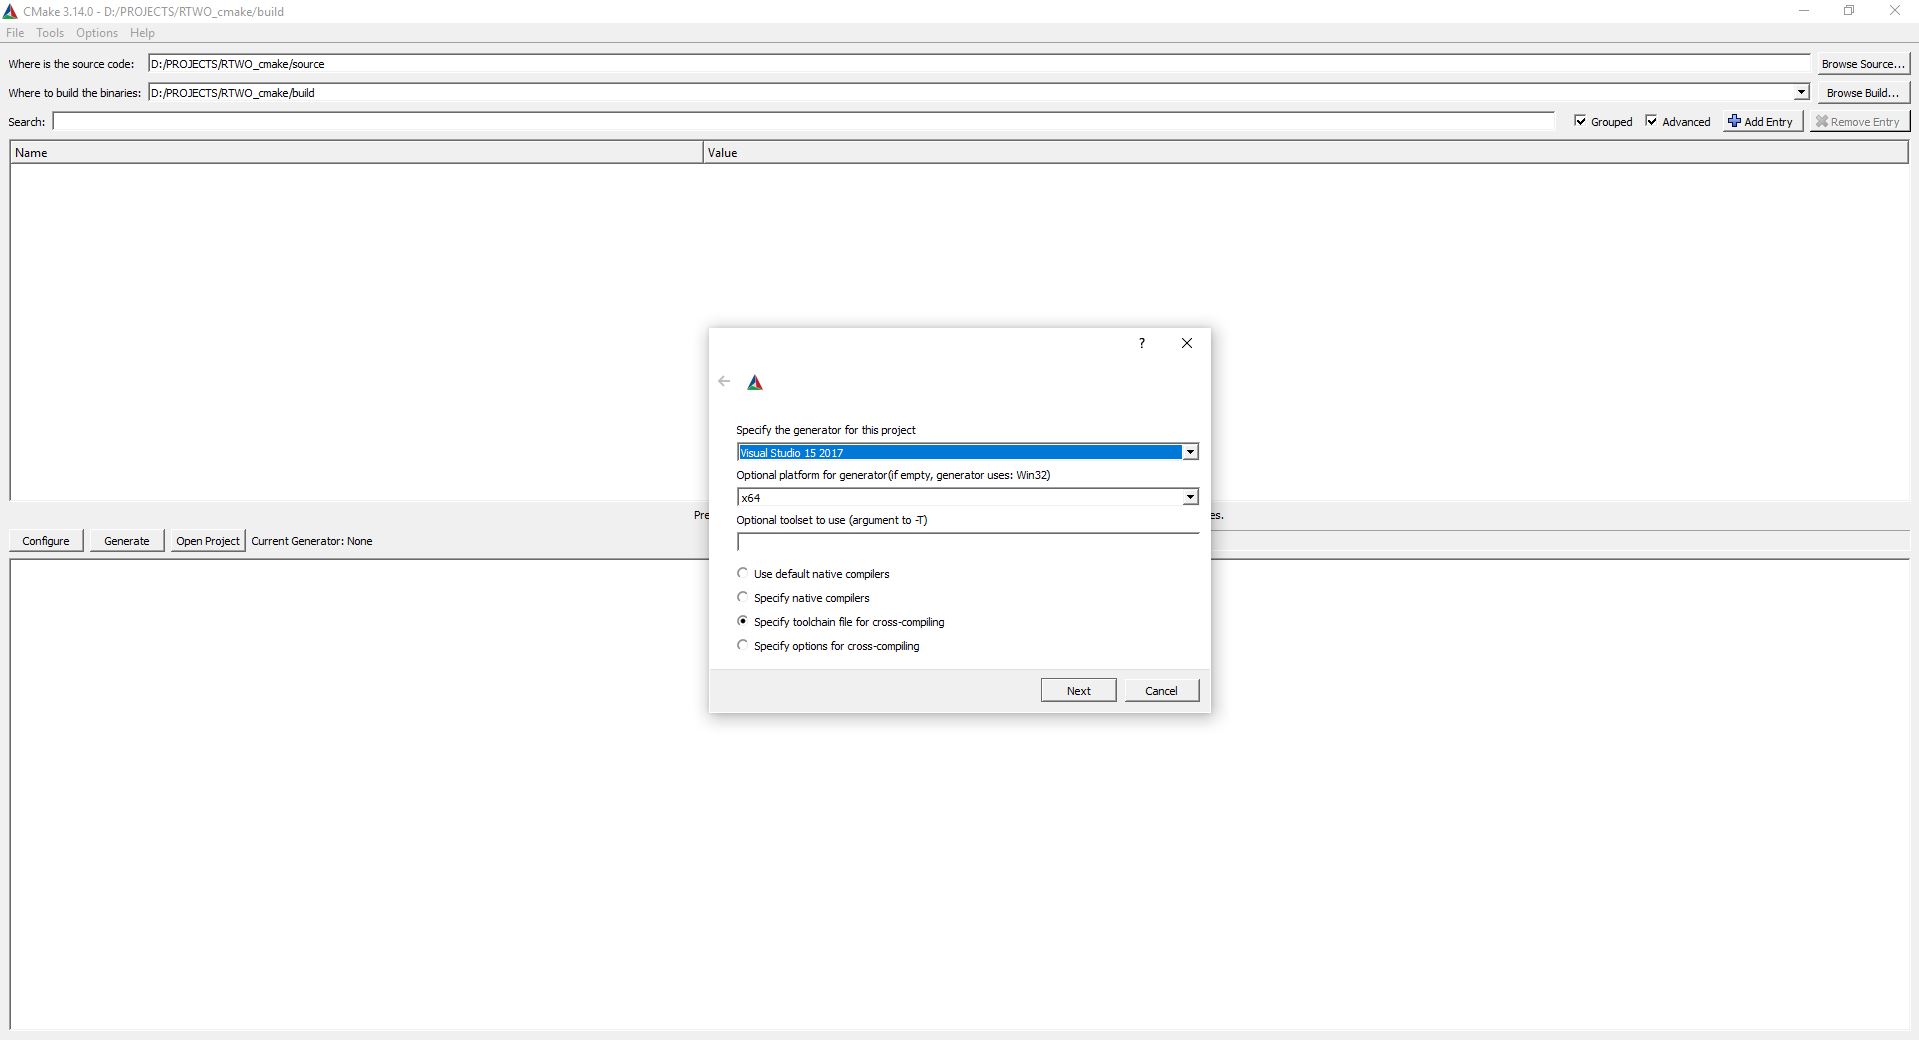 CMake 3.14.0 - D:/PROJECTS/RTWO_cmake/build
File Tools Options Help
Where is the source code: D:/PROJECTS/RTWO_cmake/source Browse Source...
Where to build the binaries: D:/PROJECTS/RTWO_cmake/build Browse Build...
Search: Grouped Advanced Add Entry Remove Entry
Name Value
?
Specify the generator for this project
Visual Studio 15 2017
Optional platform for generator(if empty, generator uses: Win32)
x64
Optional toolset to use (argument to -T)
Use default native compilers
Specify native compilers
Specify toolchain file for cross-compiling
Specify options for cross-compiling
Next Cancel
Pre es.
Configure Generate Open Project Current Generator: None